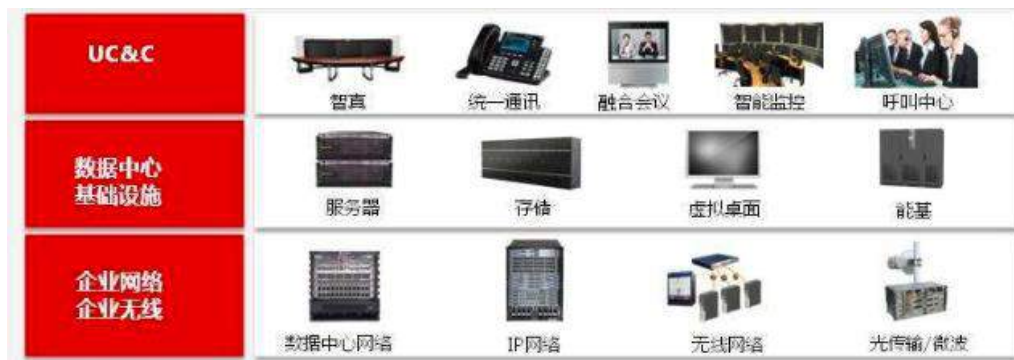 UC&C
智真
统一通讯
融合会议
智能监控
呼叫中心
数据中心
基础设施
服务器
存储
虚拟桌面
能基
企业网络
企业无线
数据中心网络
IP网络
无线网络
光传输/微波